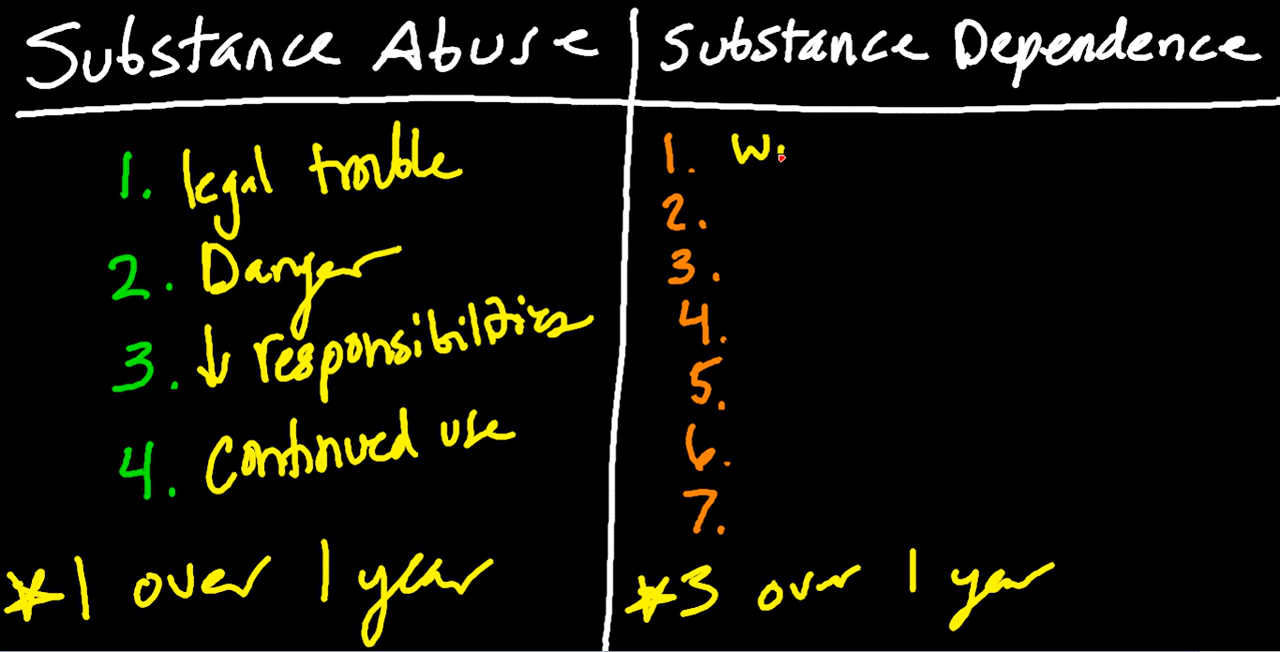 Substance Abuse
1. legal trouble
2. Danger
3. ↓ responsibilities
4. Continued use
*1 over 1 year
Substance Dependence
1. Wi
2.
3.
4.
5.
6.
7.
*3 over 1 year